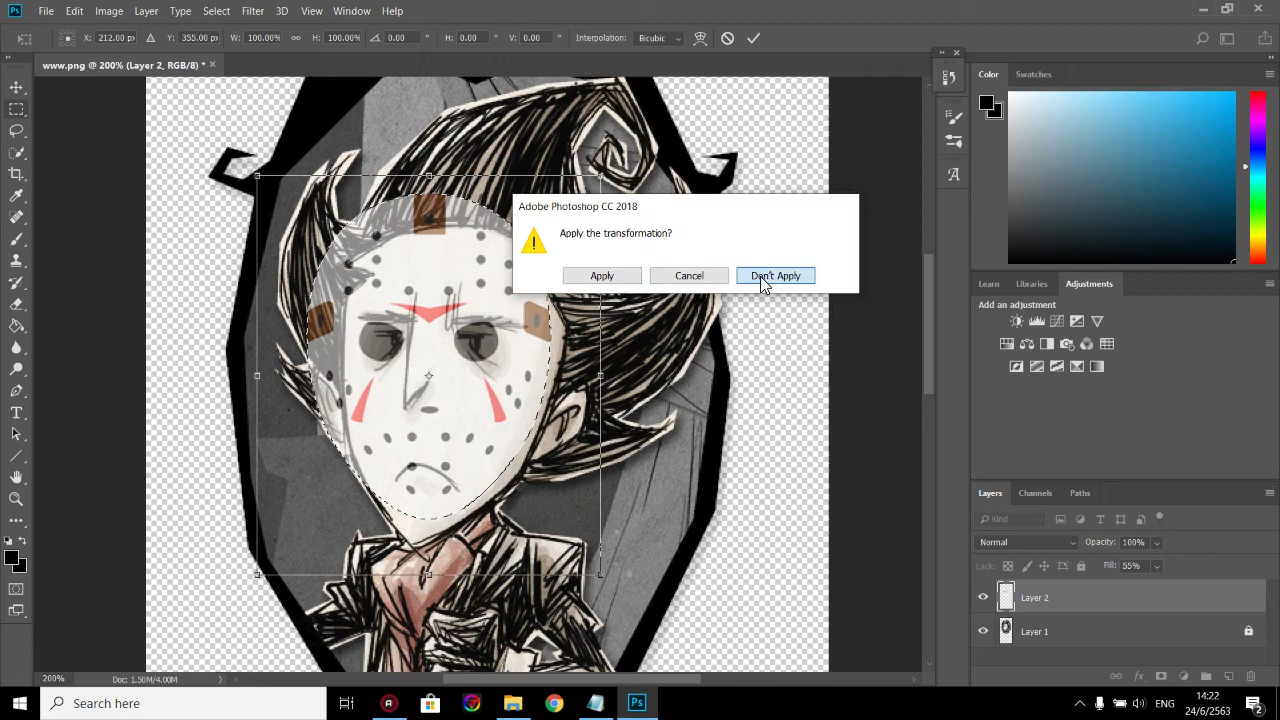 Ps File Edit Image Layer Type Select Filter 3D View Window Help
X: 212.00 px Y: 355.00 px W: 100.00% H: 100.00% 0.00 ° H: 0.00 ° V: 0.00 ° Interpolation: Bicubic
www.png @ 200% (Layer 2, RGB/8) * ×
Color Swatches
Adobe Photoshop CC 2018
Apply the transformation?
Apply Cancel Don't Apply
Learn Libraries Adjustments
Add an adjustment
Layers Channels Paths
Kind
Normal Opacity: 100%
Lock: Fill: 55%
Layer 2
Layer 1
200% Doc: 1.50M/4.00M
Search here
Ps
14:22
24/6/2563
2